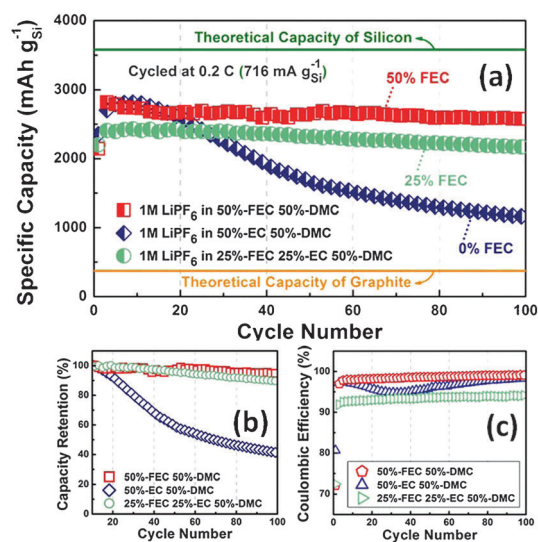 4000
3000
2000
1000
0
Specific Capacity (mAh g⁻¹Si)
Theoretical Capacity of Silicon
Cycled at 0.2 C (716 mA g⁻¹Si)
(a)
50% FEC
25% FEC
0% FEC
1M LiPF₆ in 50%-FEC 50%-DMC
1M LiPF₆ in 50%-EC 50%-DMC
1M LiPF₆ in 25%-FEC 25%-EC 50%-DMC
Theoretical Capacity of Graphite
0 20 40 60 80 100
Cycle Number
100
80
60
40
20
0
Capacity Retention (%)
(b)
50%-FEC 50%-DMC
50%-EC 50%-DMC
25%-FEC 25%-EC 50%-DMC
20 40 60 80 100
Cycle Number
100
90
80
70
Coulombic Efficiency (%)
(c)
50%-FEC 50%-DMC
50%-EC 50%-DMC
25%-FEC 25%-EC 50%-DMC
0 20 40 60 80 100
Cycle Number